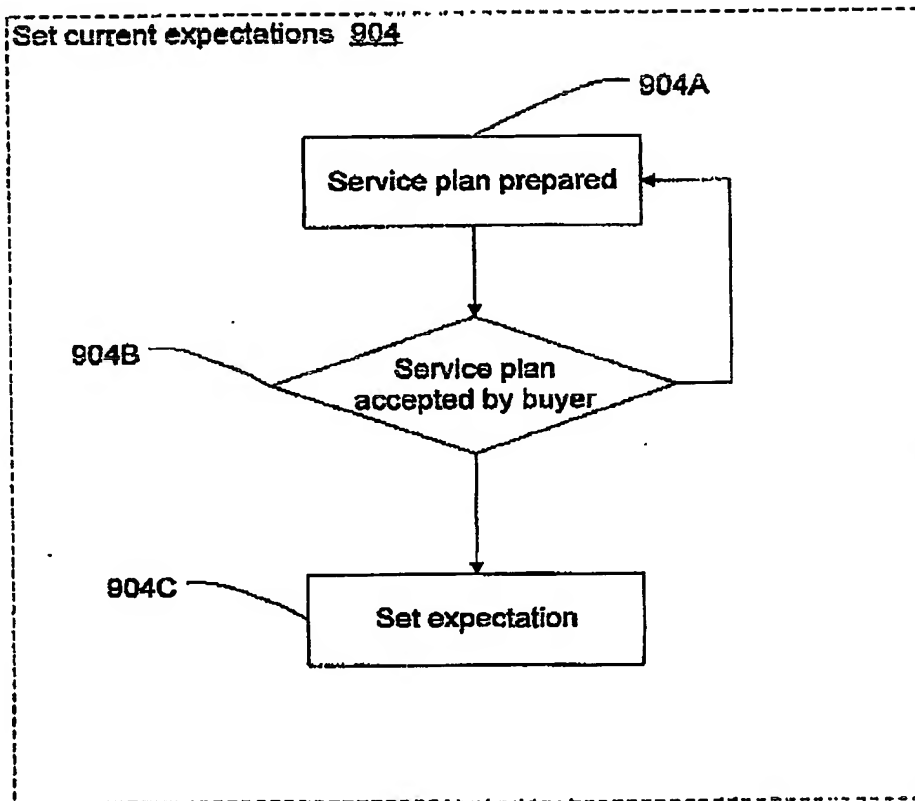 Set current expectations 904
904A
Service plan prepared
904B
Service plan
accepted by buyer
904C
Set expectation